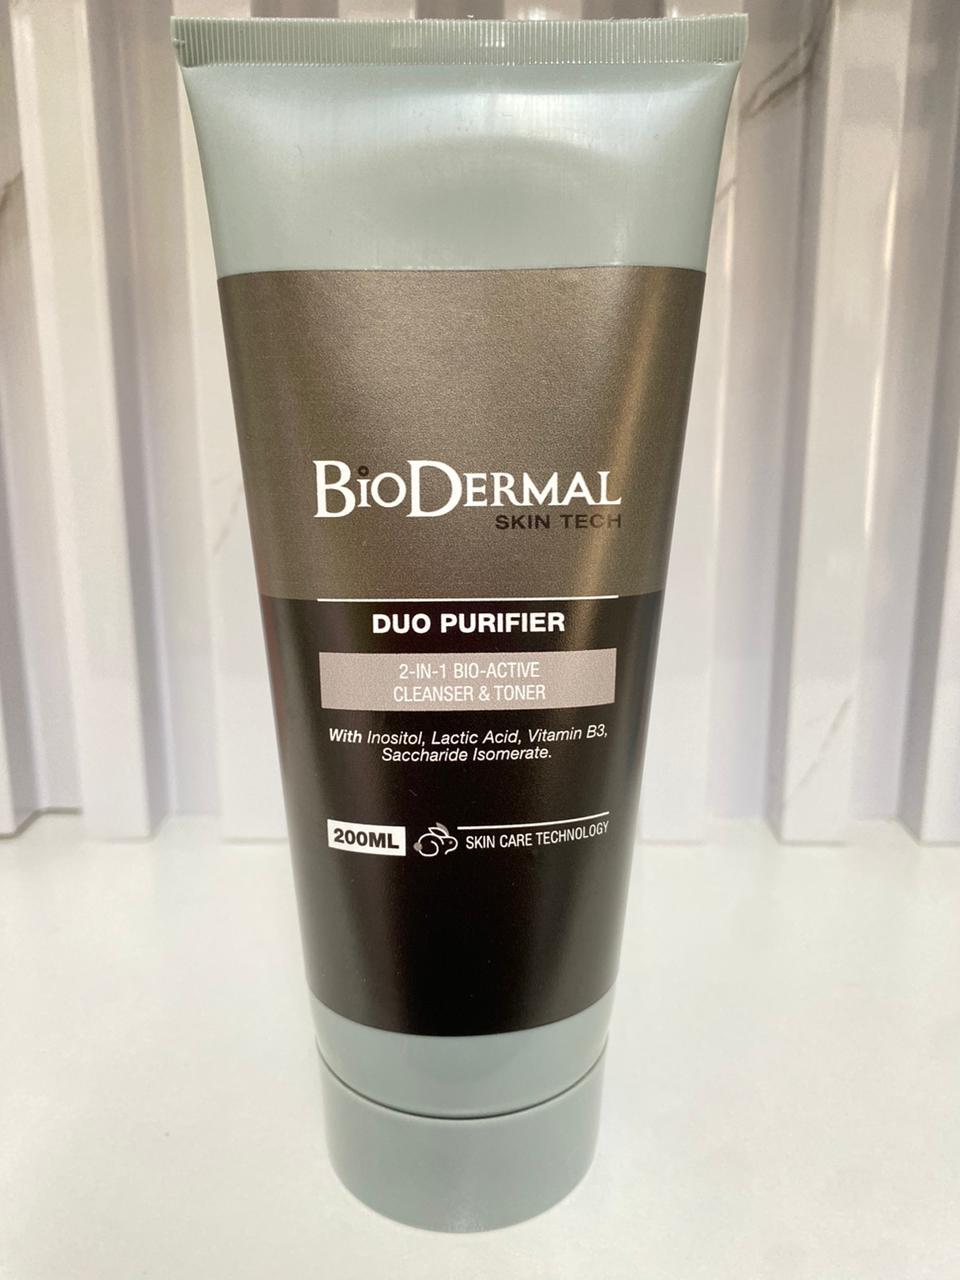 BIODERMAL
SKIN TECH
DUO PURIFIER
2-IN-1 BIO-ACTIVE
CLEANSER & TONER
With Inositol, Lactic Acid, Vitamin B3,
Saccharide Isomerate.
200ML
SKIN CARE TECHNOLOGY